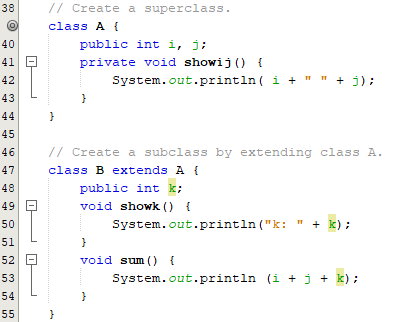 38 // Create a superclass.
class A {
40 public int i, j;
41 private void showij() {
42 System.out.println( i + " " + j);
43 }
44 }
45
46 // Create a subclass by extending class A.
47 class B extends A {
48 public int k;
49 void showk() {
50 System.out.println("k: " + k);
51 }
52 void sum() {
53 System.out.println (i + j + k);
54 }
55 }